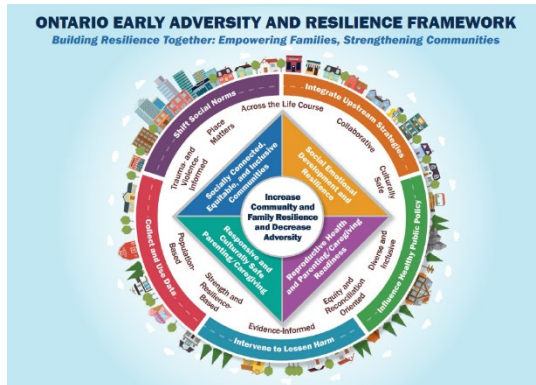 ONTARIO EARLY ADVERSITY AND RESILIENCE FRAMEWORK
Building Resilience Together: Empowering Families, Strengthening Communities
Shift Social Norms
Integrate Upstream Strategies
Influence Healthy Public Policy
Intervene to Lessen Harm
Collect and Use Data
Across the Life Course
Collaborative
Culturally
Safe
Diverse and
Inclusive
Equity and
Reconciliation
Oriented
Evidence-Informed
Strength and
Resilience-
Based
Population-
Based
Trauma- and
Violence-
Informed
Place
Matters
Socially Connected,
Equitable, and Inclusive
Communities
Social Emotional
Development and
Resilience
Reproductive Health
and Parenting/Caregiving
Readiness
Responsive and
Culturally Safe
Parenting/Caregiving
Increase
Community and
Family Resilience
and Decrease
Adversity